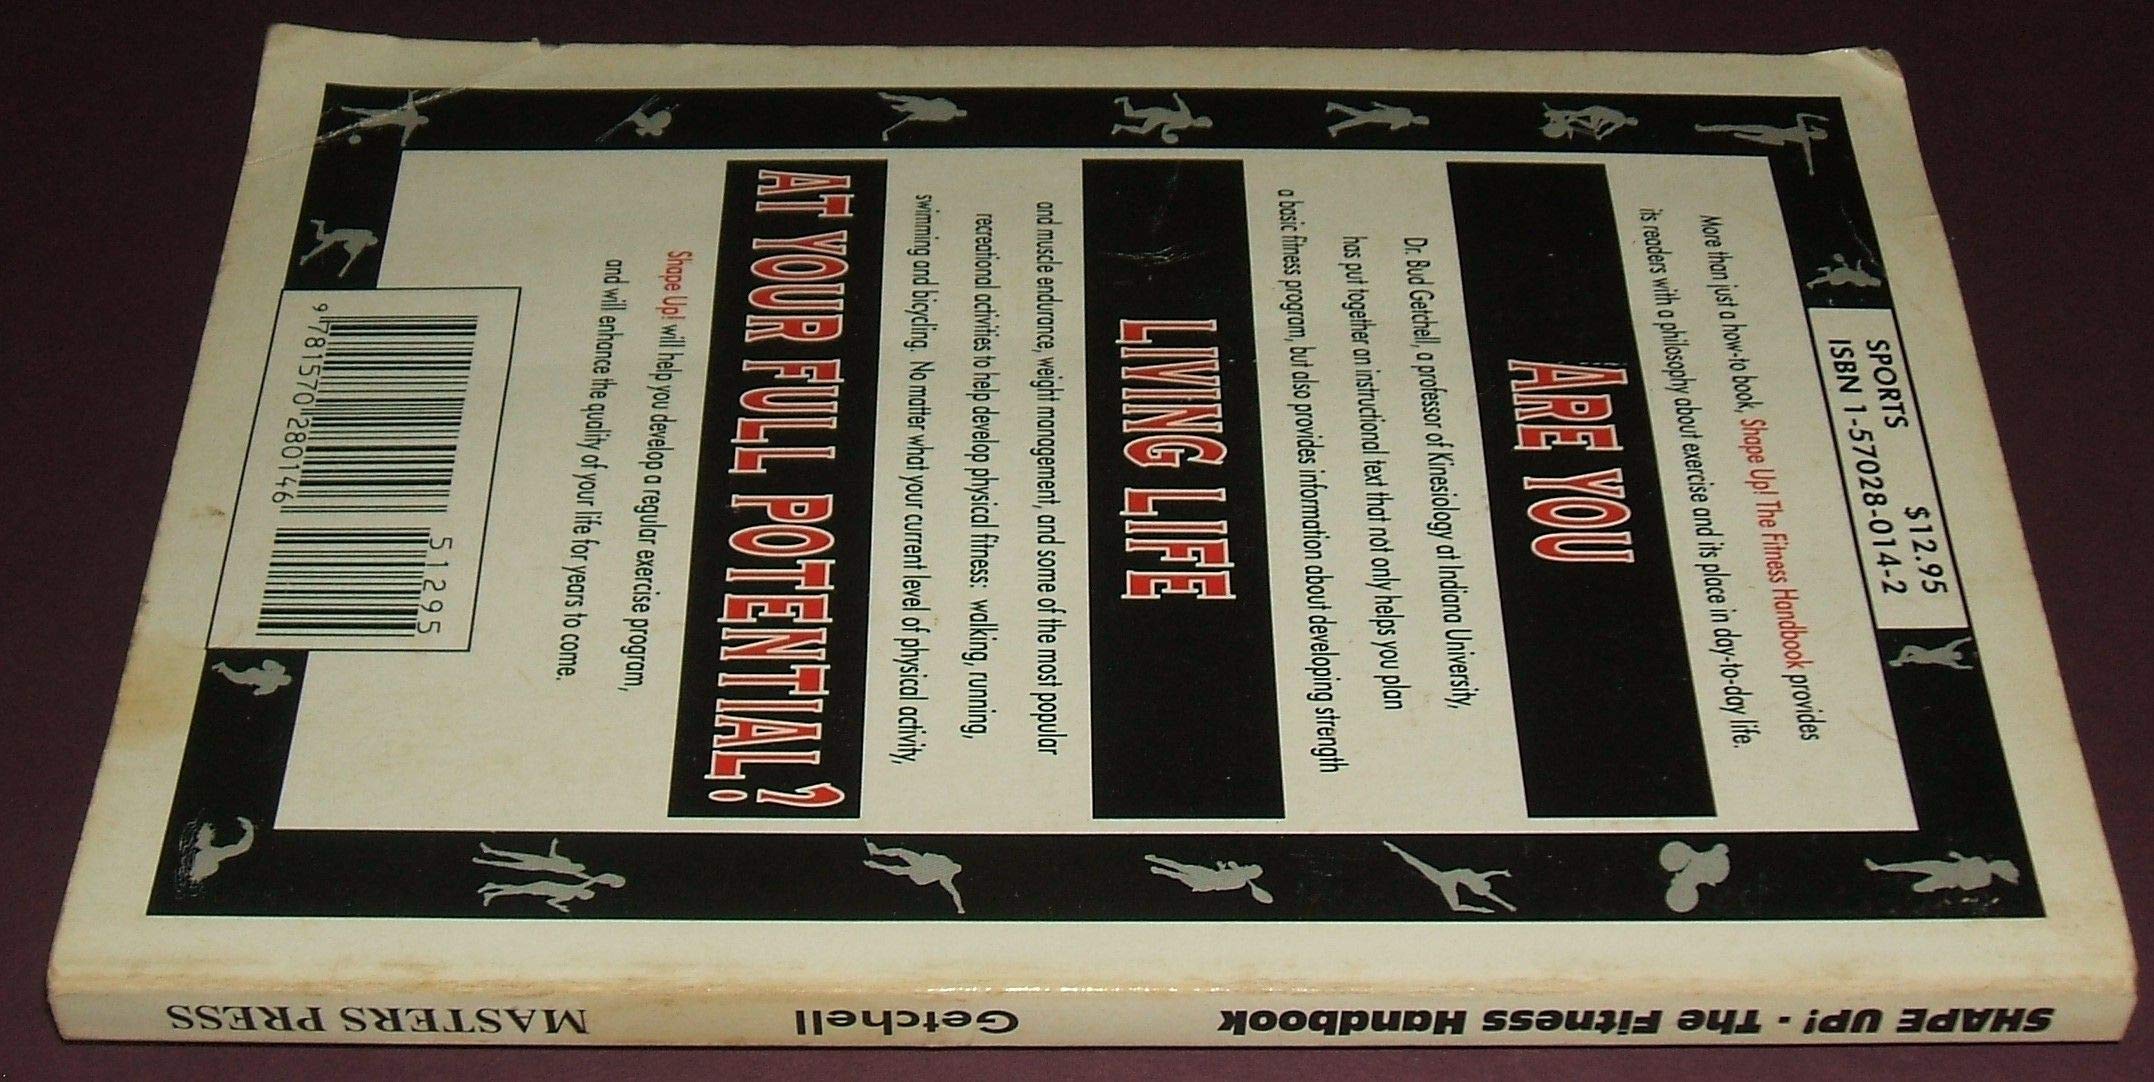 SPORTS $12.95
ISBN 1-57028-014-2
More than just a how-to book, Shape Up! The Fitness Handbook provides
its readers with a philosophy about exercise and its place in day-to-day life.
ARE YOU
Dr. Bud Getchell, a professor of Kinesiology at Indiana University,
has put together an instructional text that not only helps you plan
a basic fitness program, but also provides information about developing strength
LIVING LIFE
and muscle endurance, weight management, and some of the most popular
recreational activities to help develop physical fitness: walking, running,
swimming and bicycling. No matter what your current level of physical activity,
AT YOUR FULL POTENTIAL?
Shape Up! will help you develop a regular exercise program,
and will enhance the quality of your life for years to come.
51295
9 781570 280146
SHAPE UP! - The Fitness Handbook Getchell MASTERS PRESS